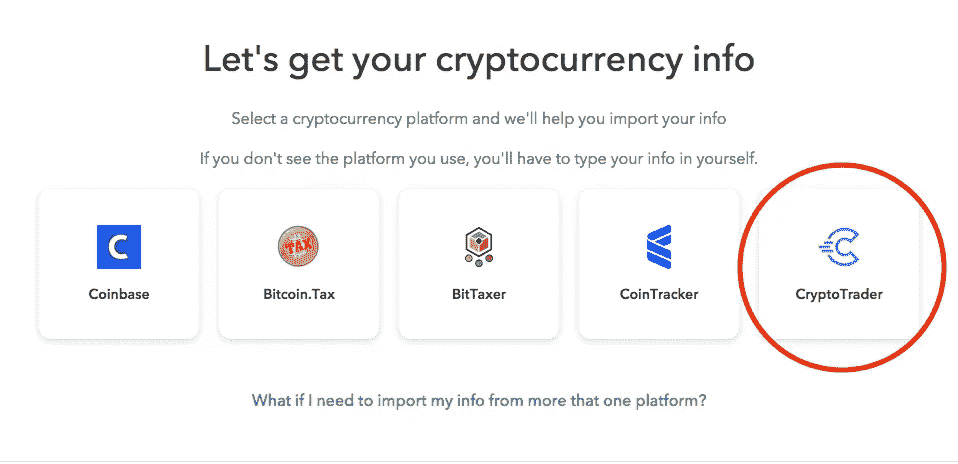 Let's get your cryptocurrency info
Select a cryptocurrency platform and we'll help you import your info
If you don't see the platform you use, you'll have to type your info in yourself.
C
TAX
C
Coinbase
Bitcoin.Tax
BitTaxer
CoinTracker
CryptoTrader
What if I need to import my info from more that one platform?